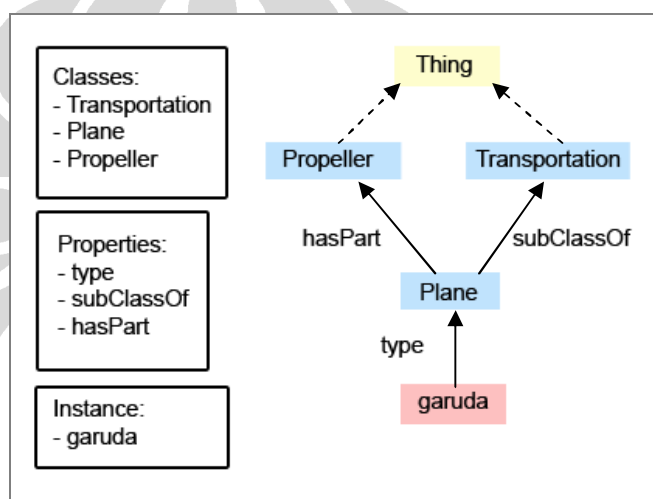 Classes:
- Transportation
- Plane
- Propeller
Properties:
- type
- subClassOf
- hasPart
Instance:
- garuda
Thing
Propeller
Transportation
hasPart
subClassOf
Plane
type
garuda